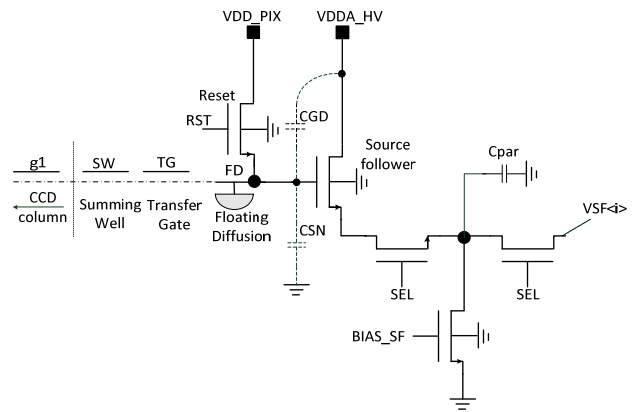 VDD_PIX
VDDA_HV
Reset
RST
CGD
Source
follower
g1
SW
TG
FD
Cpar
CCD
column
Summing
Well
Transfer
Gate
Floating
Diffusion
CSN
VSF<i>
SEL
SEL
BIAS_SF